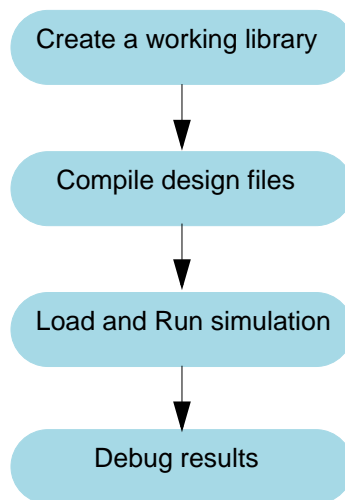 Create a working library
Compile design files
Load and Run simulation
Debug results